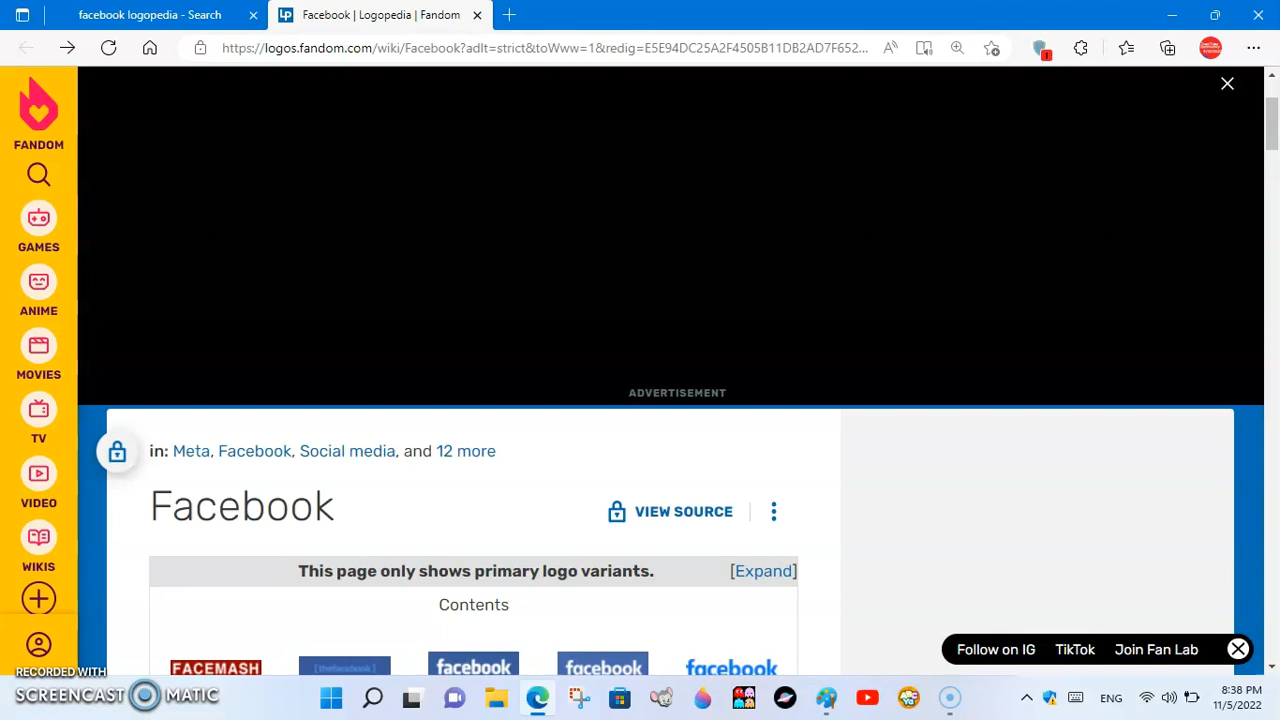 facebook logopedia - Search
Facebook | Logopedia | Fandom
https://logos.fandom.com/wiki/Facebook?adlt=strict&toWww=1&redig=E5E94DC25A2F4505B11DB2AD7F652...
1
FANDOM
GAMES
ANIME
MOVIES
TV
VIDEO
WIKIS
ADVERTISEMENT
in: Meta, Facebook, Social media, and 12 more
Facebook
VIEW SOURCE
This page only shows primary logo variants. [Expand]
Contents
FACEMASH
[thefacebook]
facebook
facebook
facebook
Follow on IG TikTok Join Fan Lab
RECORDED WITH
SCREENCAST MATIC
ENG
8:38 PM
11/5/2022